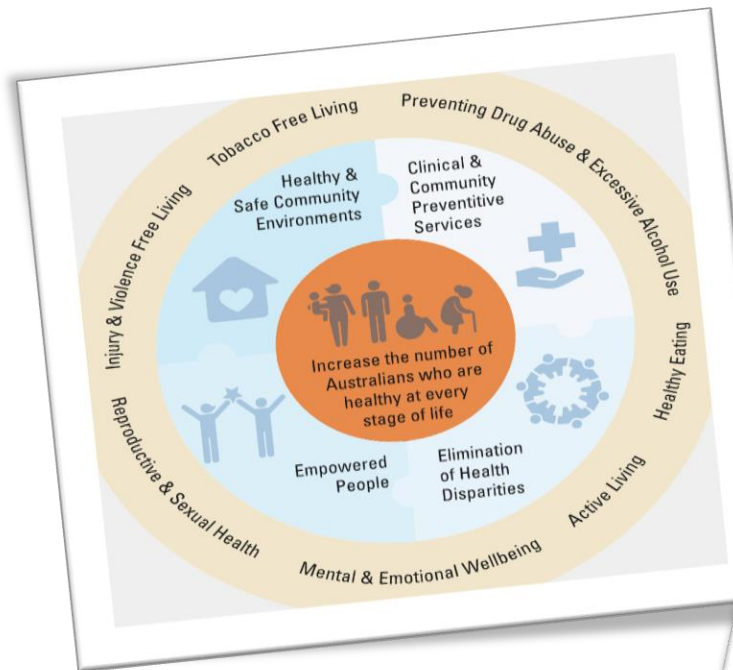 Tobacco Free Living
Preventing Drug Abuse & Excessive Alcohol Use
Healthy Eating
Active Living
Mental & Emotional Wellbeing
Reproductive & Sexual Health
Injury & Violence Free Living
Healthy &
Safe Community
Environments
Clinical &
Community
Preventitive
Services
Increase the number of
Australians who are
healthy at every
stage of life
Empowered
People
Elimination
of Health
Disparities